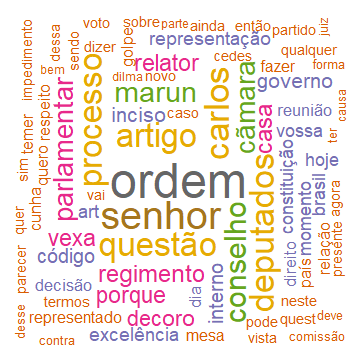 impedimento
bem
dessa
sendo
voto
dizer
golpe
sobre
parte
ainda
então
partido
juiz
representação
dilma
novo
cedes
qualquer
relator
fazer
forma
parlamentar
processo
marun
carlos
câmara
governo
inciso
caso
casa
reunião
ter
causa
sim
temer
respeito
artigo
vossa
cunha
quero
art
vai
ordem
constituição
hoje
brasil
agora
quer
vexa
senhor
conselho
deputados
momento
questão
direito
país
relação
presente
parecer
código
regimento
interno
decisão
porque
dia
neste
desse
termos
representado
decoro
mesa
pode
quest
deve
contra
excelência
vista
comissão